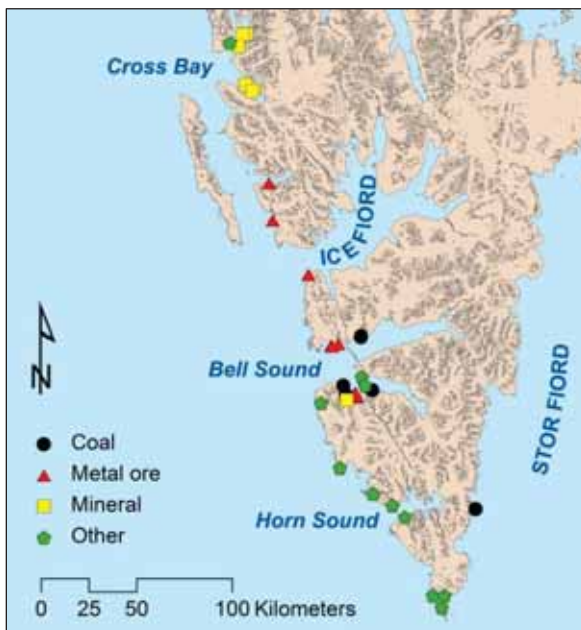 Cross Bay
ICE FIORD
Bell Sound
STOR FIORD
N
Coal
Metal ore
Mineral
Other
Horn Sound
0 25 50 100 Kilometers